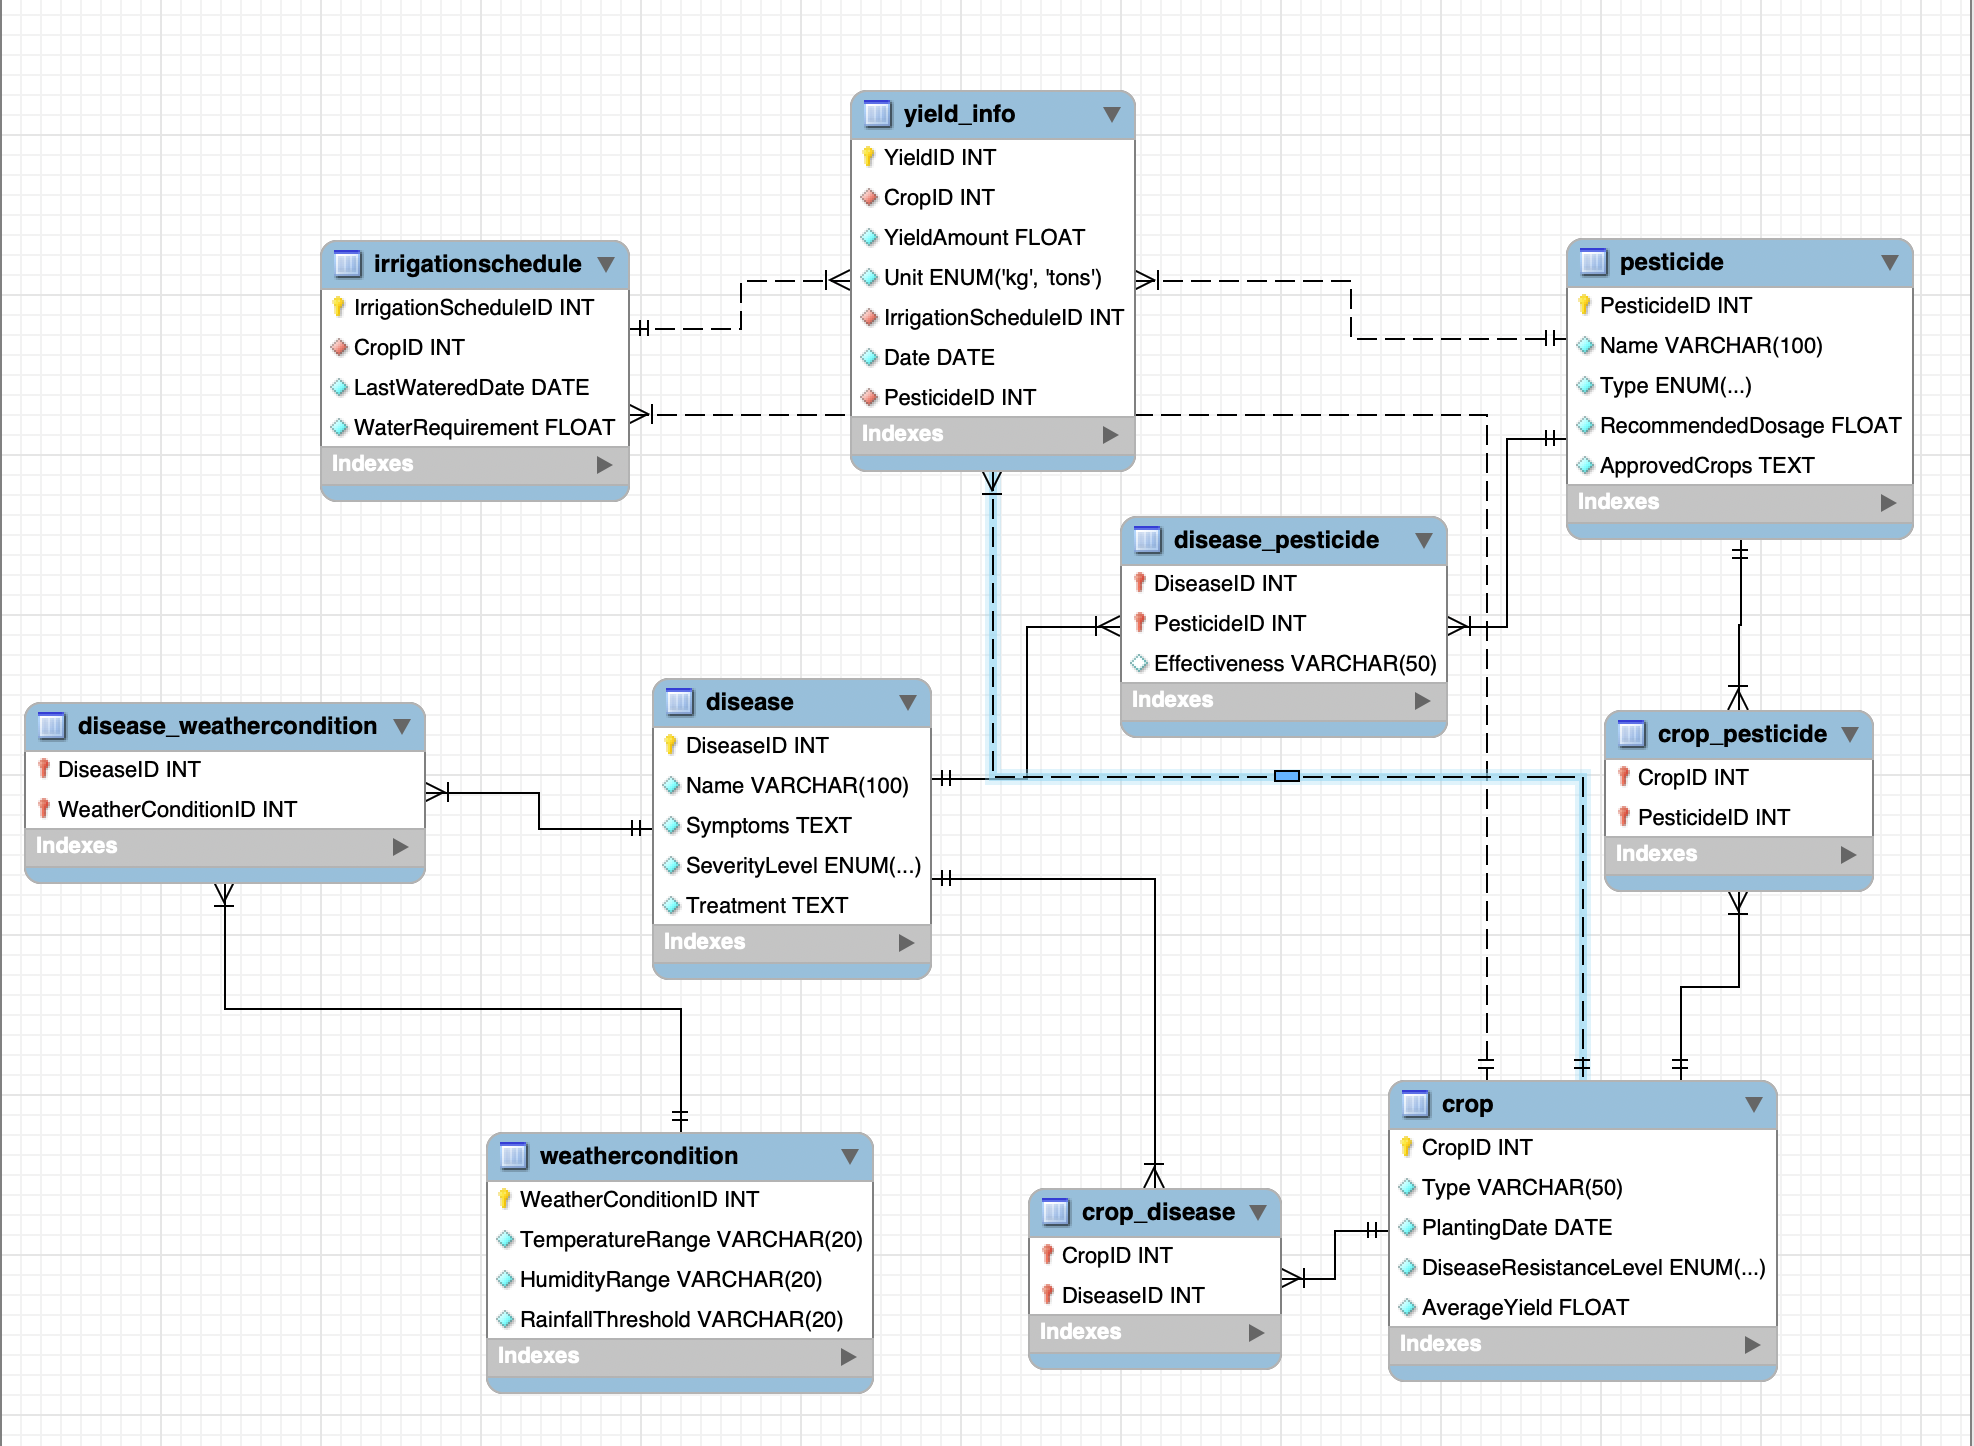 yield_info
YieldID INT
CropID INT
YieldAmount FLOAT
Unit ENUM('kg', 'tons')
IrrigationScheduleID INT
Date DATE
PesticideID INT
Indexes
irrigationschedule
IrrigationScheduleID INT
CropID INT
LastWateredDate DATE
WaterRequirement FLOAT
Indexes
pesticide
PesticideID INT
Name VARCHAR(100)
Type ENUM(...)
RecommendedDosage FLOAT
ApprovedCrops TEXT
Indexes
disease_pesticide
DiseaseID INT
PesticideID INT
Effectiveness VARCHAR(50)
Indexes
disease_weathercondition
DiseaseID INT
WeatherConditionID INT
Indexes
disease
DiseaseID INT
Name VARCHAR(100)
Symptoms TEXT
SeverityLevel ENUM(...)
Treatment TEXT
Indexes
crop_pesticide
CropID INT
PesticideID INT
Indexes
weathercondition
WeatherConditionID INT
TemperatureRange VARCHAR(20)
HumidityRange VARCHAR(20)
RainfallThreshold VARCHAR(20)
Indexes
crop_disease
CropID INT
DiseaseID INT
Indexes
crop
CropID INT
Type VARCHAR(50)
PlantingDate DATE
DiseaseResistanceLevel ENUM(...)
AverageYield FLOAT
Indexes